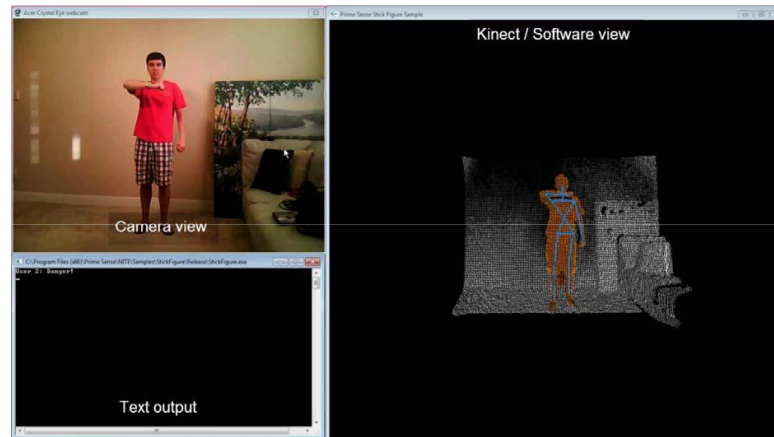 Acer Crystal Eye webcam
Camera view
C:\Program Files (x86)\Prime Sense\NITE\Samples\StickFigure\Release\StickFigure.exe
User 2: Danger!
Text output
Prime Sense Stick Figure Sample
Kinect / Software view